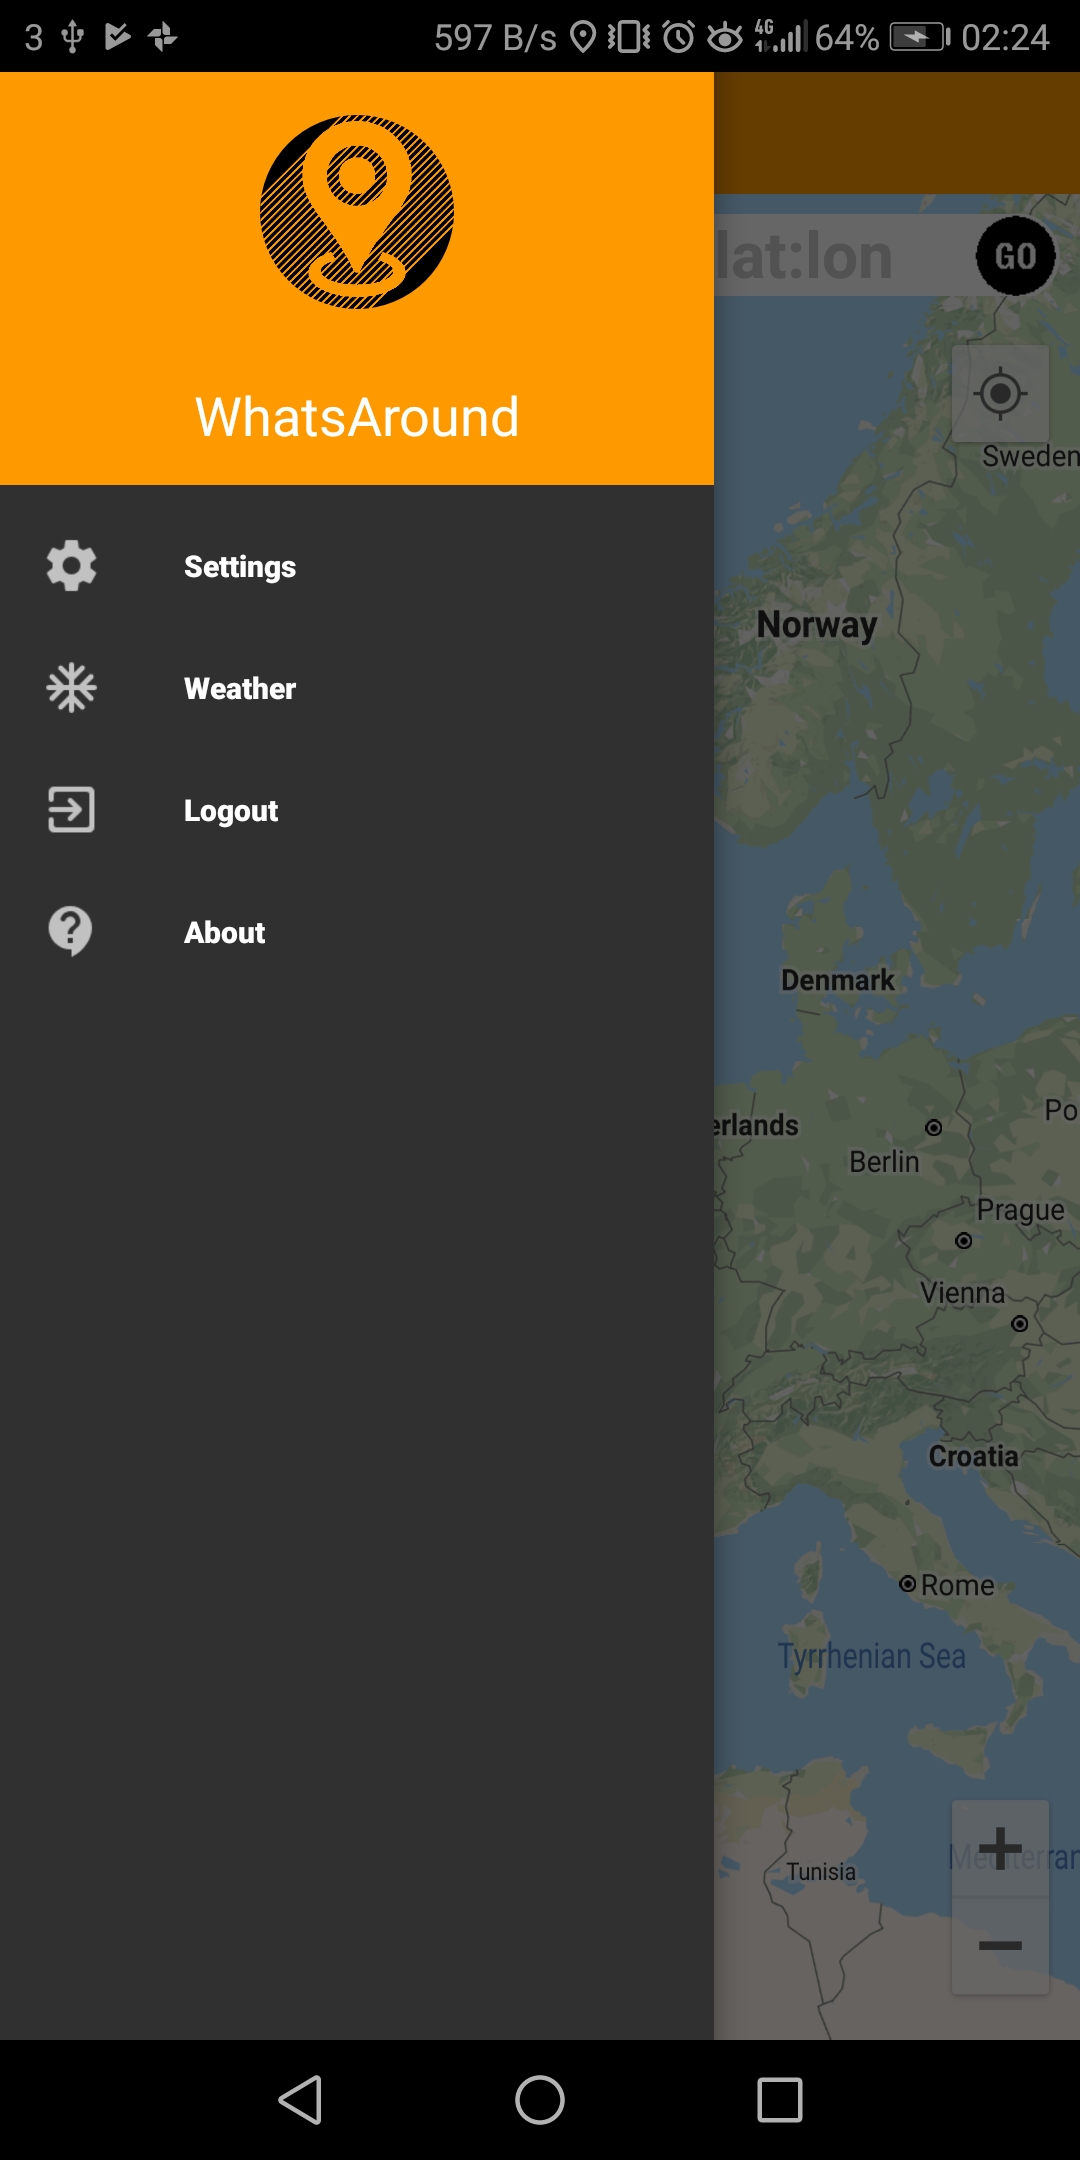 3 597 B/s 4G 64% 02:24
WhatsAround
lat:lon GO
Settings
Weather
Logout
About
Sweden
Norway
Denmark
erlands
Po
Berlin
Prague
Vienna
Croatia
Rome
Tyrrhenian Sea
Tunisia
Mediterran